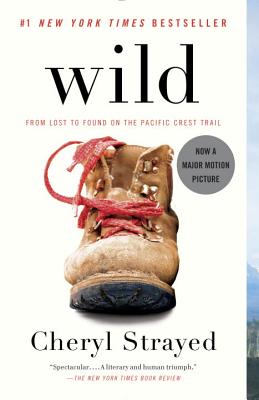 #1 NEW YORK TIMES BESTSELLER
wild
FROM LOST TO FOUND ON THE PACIFIC CREST TRAIL
NOW A
MAJOR MOTION
PICTURE
Cheryl Strayed
"Spectacular. . . . A literary and human triumph."
—THE NEW YORK TIMES BOOK REVIEW